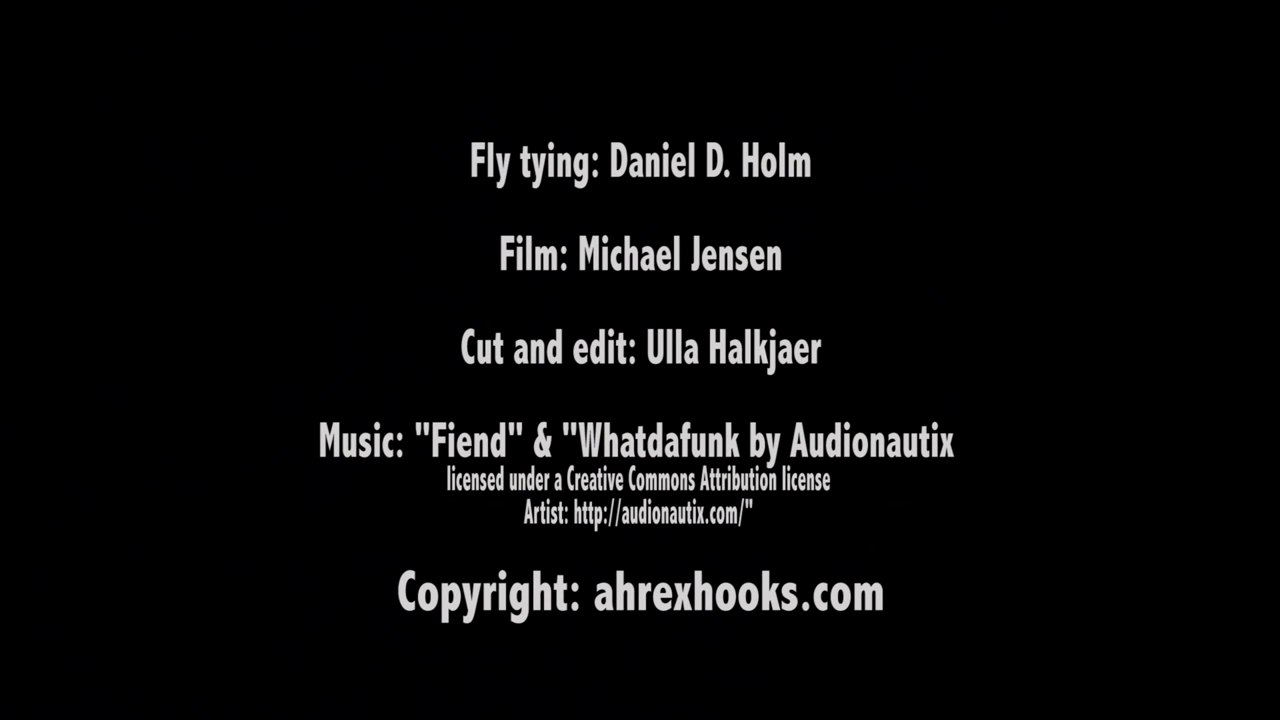 Fly tying: Daniel D. Holm
Film: Michael Jensen
Cut and edit: Ulla Halkjaer
Music: "Fiend" & "Whatdafunk by Audionautix
licensed under a Creative Commons Attribution license
Artist: http://audionautix.com/"
Copyright: ahrexhooks.com